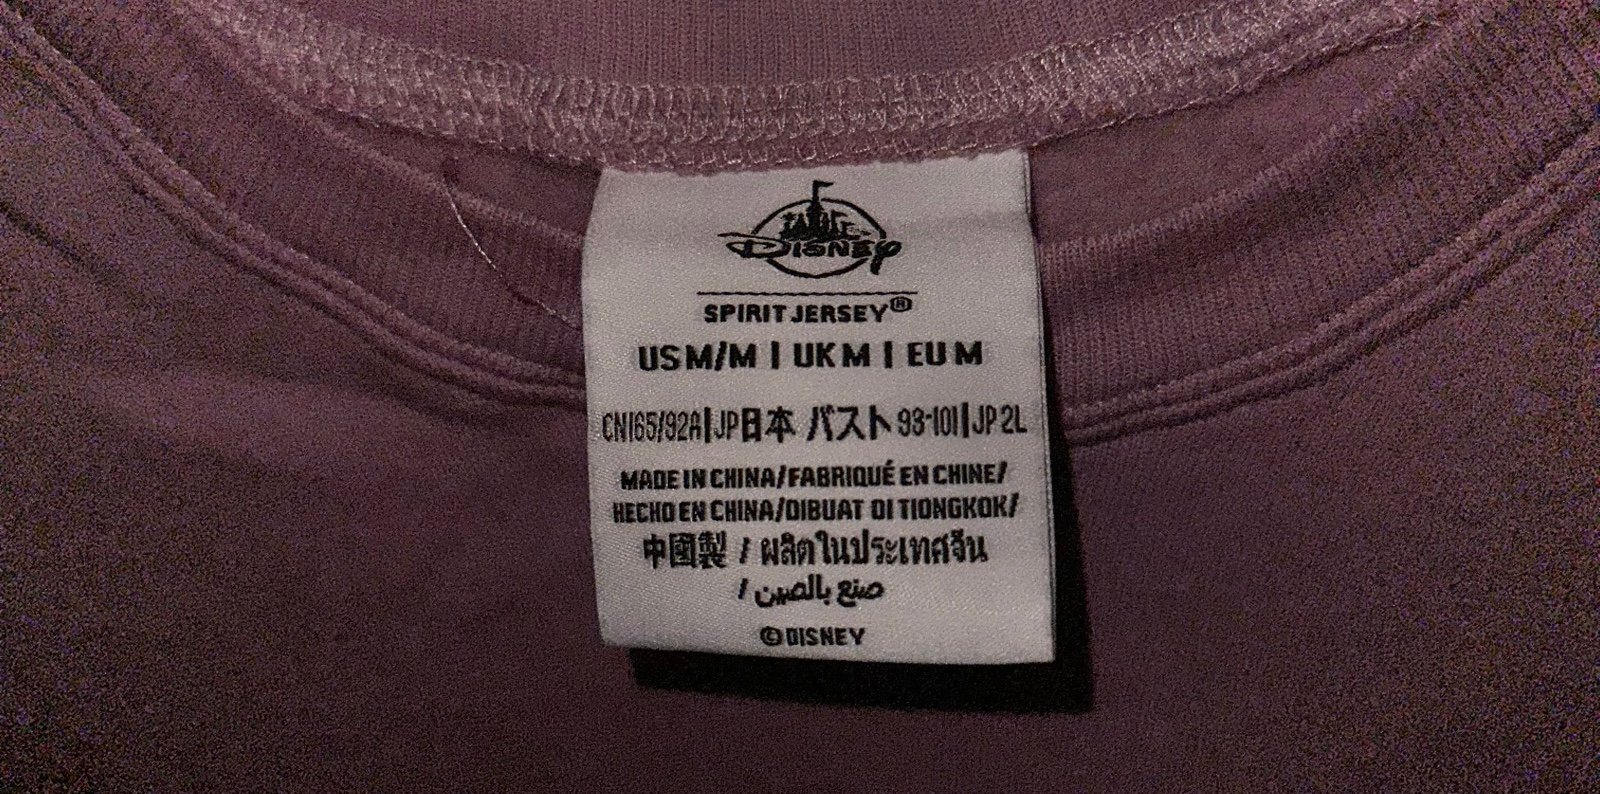 DISNEY
SPIRIT JERSEY®
US M/M | UK M | EU M
CN165/92A|JP日本 バスト 93-101|JP 2L
MADE IN CHINA/FABRIQUÉ EN CHINE/
HECHO EN CHINA/DIBUAT DI TIONGKOK/
中國製 / ผลิตในประเทศจีน
/ صنع بالصين
©DISNEY